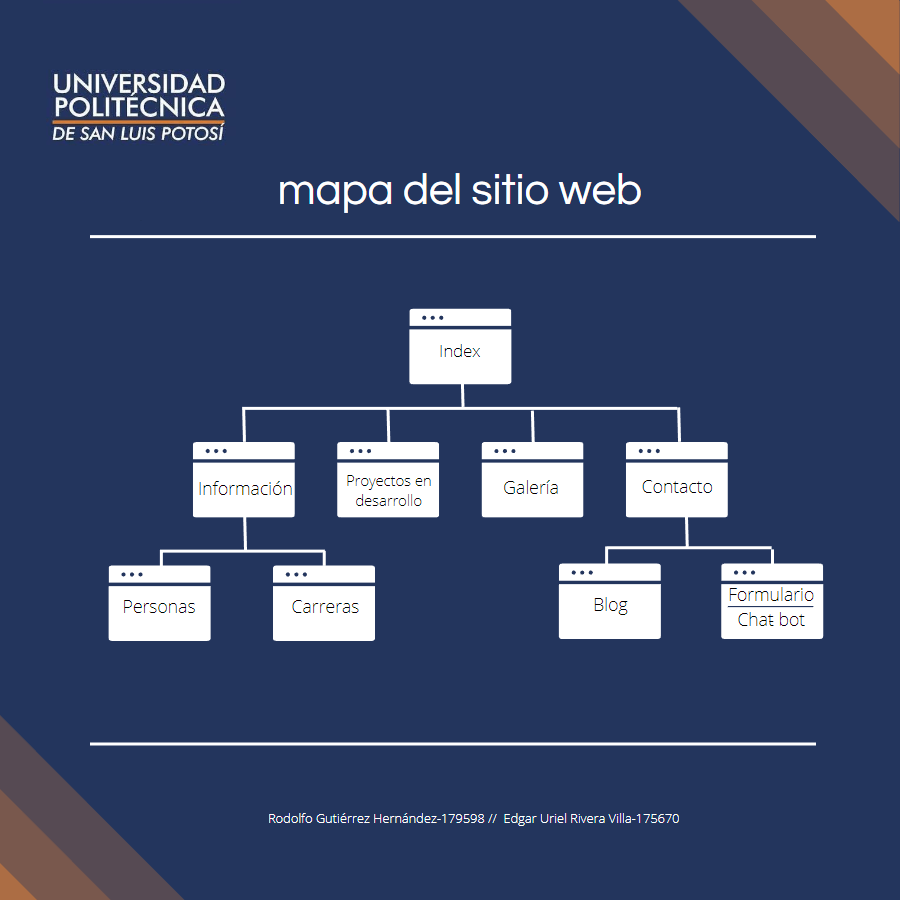 UNIVERSIDAD
POLITÉCNICA
DE SAN LUIS POTOSÍ
mapa del sitio web
Index
Información
Proyectos en
desarrollo
Galería
Contacto
Personas
Carreras
Blog
Formulario
Chat bot
Rodolfo Gutiérrez Hernández-179598 // Edgar Uriel Rivera Villa-175670